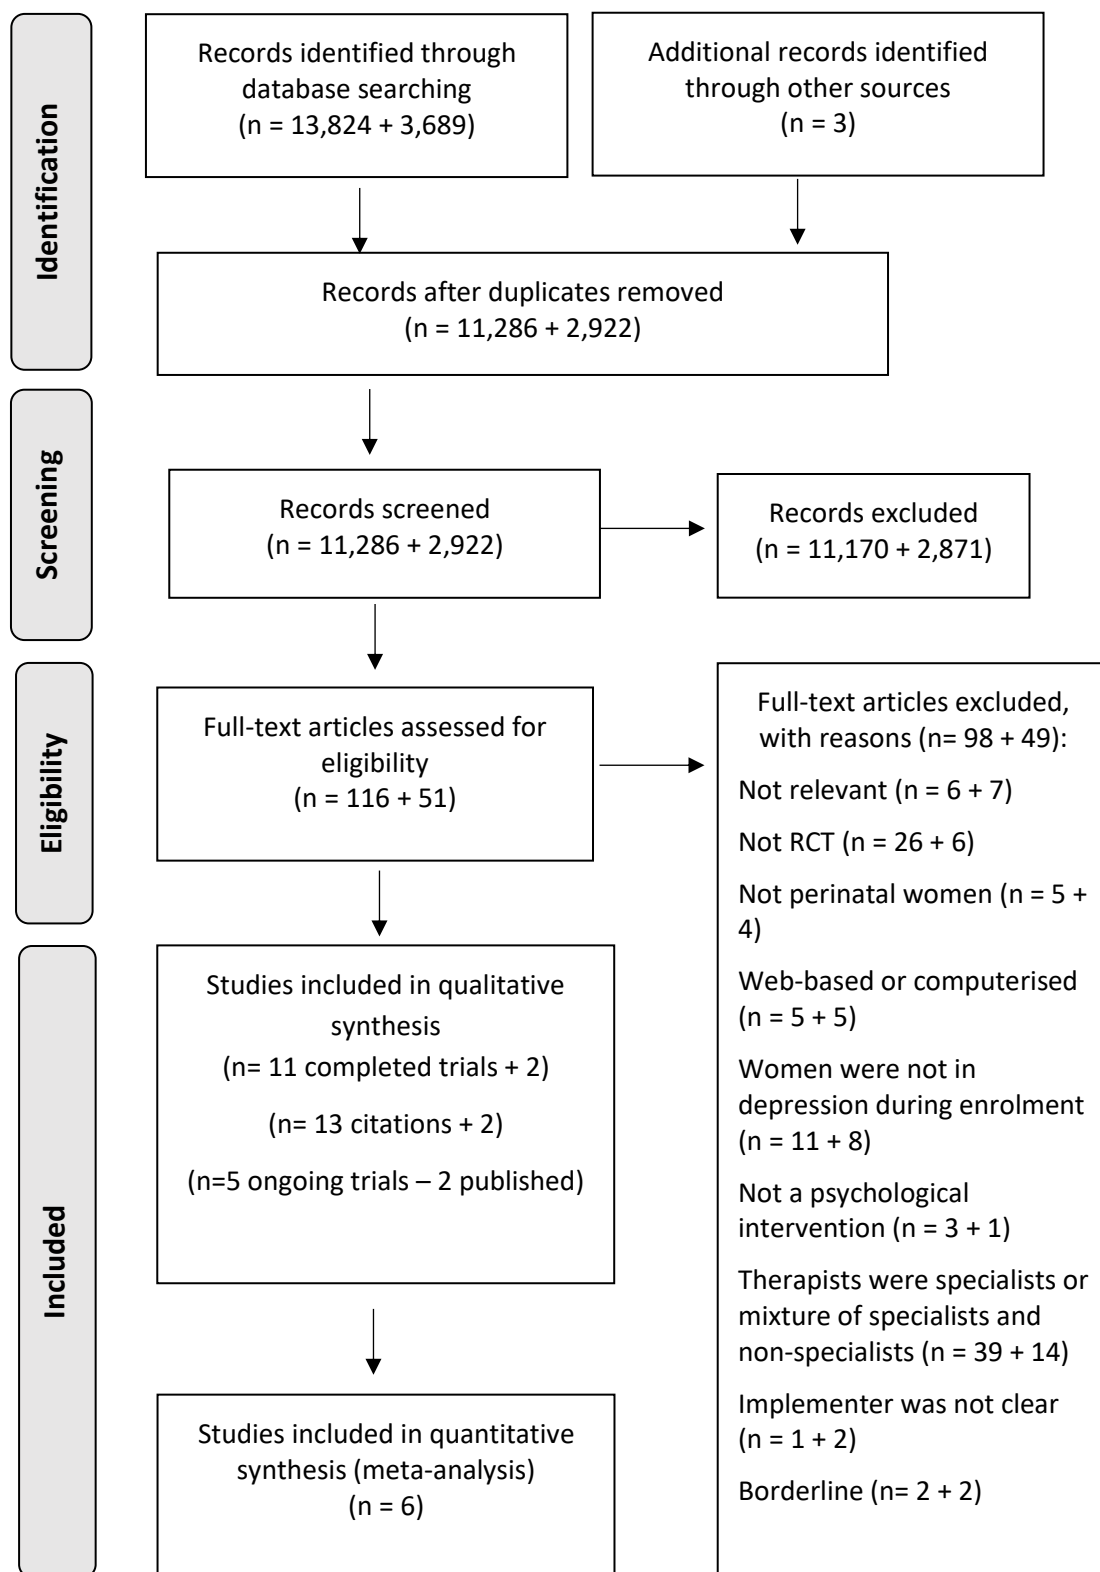 Identification
Records identified through
database searching
(n = 13,824 + 3,689)
Additional records identified
through other sources
(n = 3)
Records after duplicates removed
(n = 11,286 + 2,922)
Screening
Records screened
(n = 11,286 + 2,922)
Records excluded
(n = 11,170 + 2,871)
Eligibility
Full-text articles assessed for
eligibility
(n = 116 + 51)
Full-text articles excluded,
with reasons (n= 98 + 49):
Not relevant (n = 6 + 7)
Not RCT (n = 26 + 6)
Not perinatal women (n = 5 +
4)
Web-based or computerised
(n = 5 + 5)
Women were not in
depression during enrolment
(n = 11 + 8)
Not a psychological
intervention (n = 3 + 1)
Therapists were specialists or
mixture of specialists and
non-specialists (n = 39 + 14)
Implementer was not clear
(n = 1 + 2)
Borderline (n= 2 + 2)
Included
Studies included in qualitative
synthesis
(n= 11 completed trials + 2)
(n= 13 citations + 2)
(n=5 ongoing trials – 2 published)
Studies included in quantitative
synthesis (meta-analysis)
(n = 6)